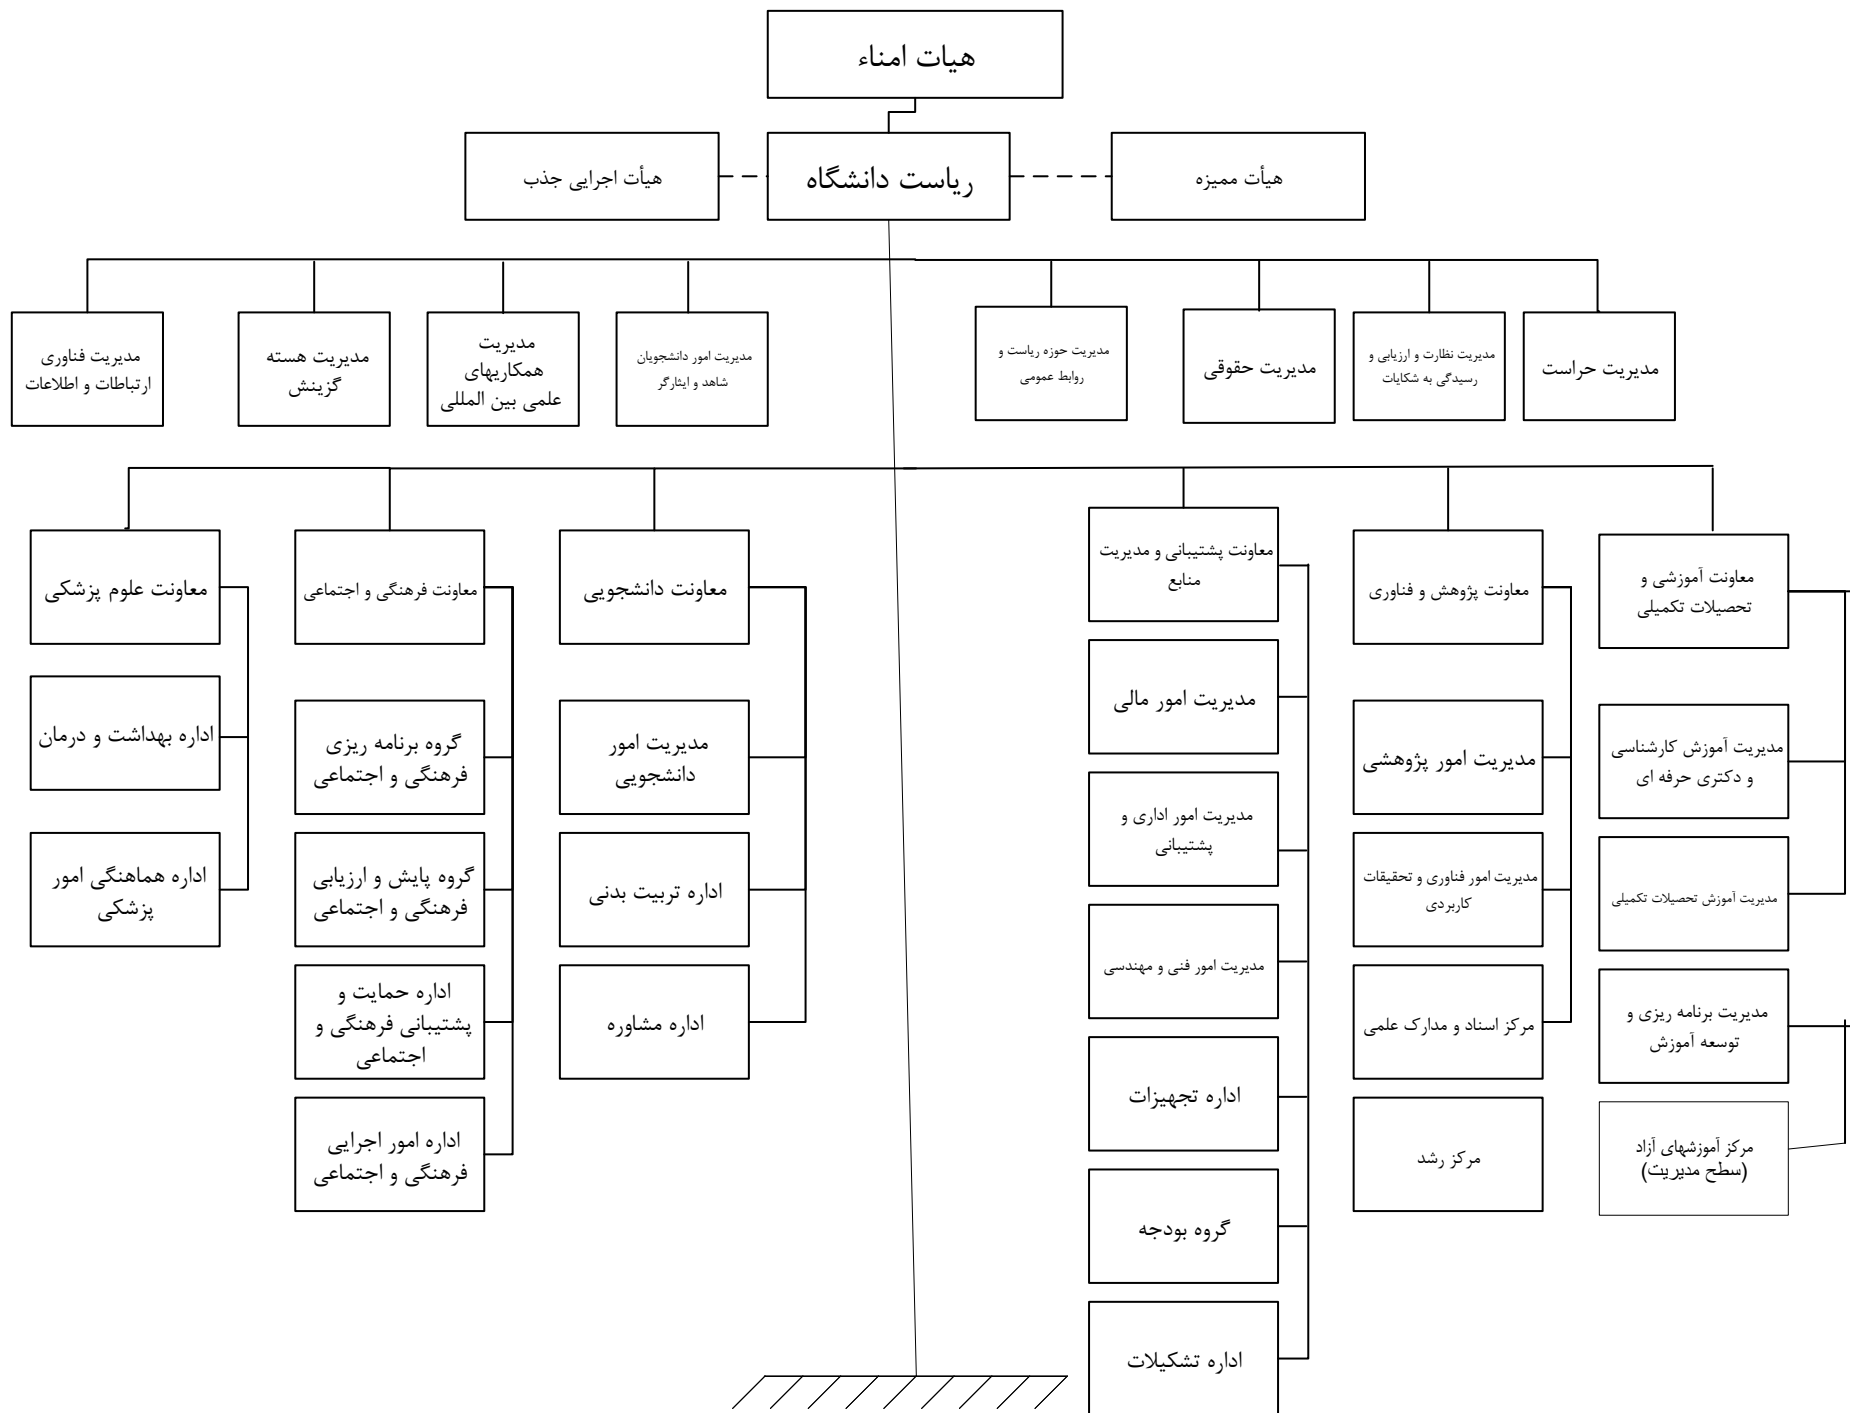 هیات امناء
هیأت ممیزه
ریاست دانشگاه
هیأت اجرایی جذب
مدیریت حراست
مدیریت نظارت و ارزیابی و
رسیدگی به شکایات
مدیریت حقوقی
مدیریت حوزه ریاست و
روابط عمومی
مدیریت امور دانشجویان
شاهد و ایثارگر
مدیریت
همکاریهای
علمی بین المللی
مدیریت هسته
گزینش
مدیریت فناوری
ارتباطات و اطلاعات
معاونت آموزشی و
تحصیلات تکمیلی
مدیریت آموزش کارشناسی
و دکتری حرفه ای
مدیریت آموزش تحصیلات تکمیلی
مدیریت برنامه ریزی و
توسعه آموزش
مرکز آموزشهای آزاد
(سطح مدیریت)
معاونت پژوهش و فناوری
مدیریت امور پژوهشی
مدیریت امور فناوری و تحقیقات
کاربردی
مرکز اسناد و مدارک علمی
مرکز رشد
معاونت پشتیبانی و مدیریت
منابع
مدیریت امور مالی
مدیریت امور اداری و
پشتیبانی
مدیریت امور فنی و مهندسی
اداره تجهیزات
گروه بودجه
اداره تشکیلات
معاونت دانشجویی
مدیریت امور
دانشجویی
اداره تربیت بدنی
اداره مشاوره
معاونت فرهنگی و اجتماعی
گروه برنامه ریزی
فرهنگی و اجتماعی
گروه پایش و ارزیابی
فرهنگی و اجتماعی
اداره حمایت و
پشتیبانی فرهنگی و
اجتماعی
اداره امور اجرایی
فرهنگی و اجتماعی
معاونت علوم پزشکی
اداره بهداشت و درمان
اداره هماهنگی امور
پزشکی